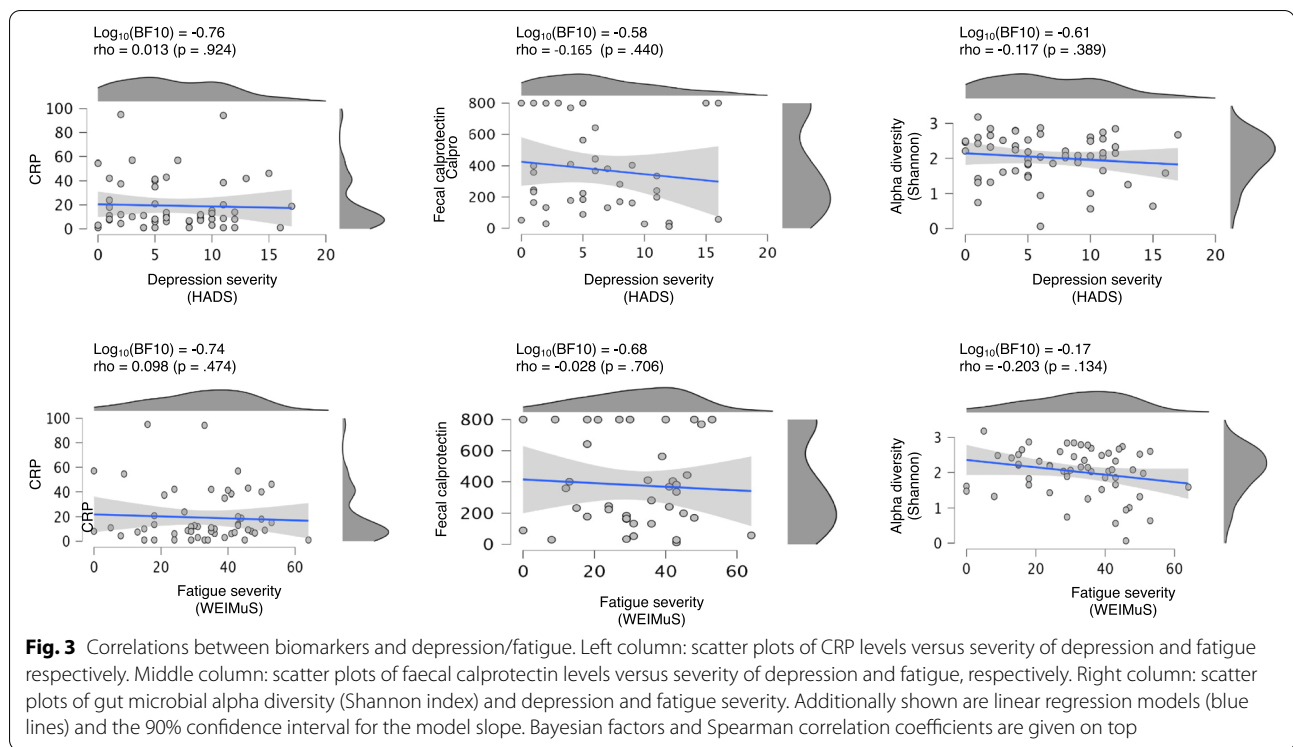 Log₁₀(BF10) = -0.76
rho = 0.013 (p = .924)
100
80
60
40
20
0
CRP
0 5 10 15 20
Depression severity
(HADS)
Log₁₀(BF10) = -0.58
rho = -0.165 (p = .440)
800
600
400
200
0
Fecal calprotectin
Calpro
0 5 10 15 20
Depression severity
(HADS)
Log₁₀(BF10) = -0.61
rho = -0.117 (p = .389)
3
2
1
0
Alpha diversity
(Shannon)
0 5 10 15 20
Depression severity
(HADS)
Log₁₀(BF10) = -0.74
rho = 0.098 (p = .474)
100
80
60
40
20
0
CRP
CRP
0 20 40 60
Fatigue severity
(WEIMuS)
Log₁₀(BF10) = -0.68
rho = -0.028 (p = .706)
800
600
400
200
0
Fecal calprotectin
0 20 40 60
Fatigue severity
(WEIMuS)
Log₁₀(BF10) = -0.17
rho = -0.203 (p = .134)
3
2
1
0
Alpha diversity
(Shannon)
0 20 40 60
Fatigue severity
(WEIMuS)
Fig. 3 Correlations between biomarkers and depression/fatigue. Left column: scatter plots of CRP levels versus severity of depression and fatigue
respectively. Middle column: scatter plots of faecal calprotectin levels versus severity of depression and fatigue, respectively. Right column: scatter
plots of gut microbial alpha diversity (Shannon index) and depression and fatigue severity. Additionally shown are linear regression models (blue
lines) and the 90% confidence interval for the model slope. Bayesian factors and Spearman correlation coefficients are given on top